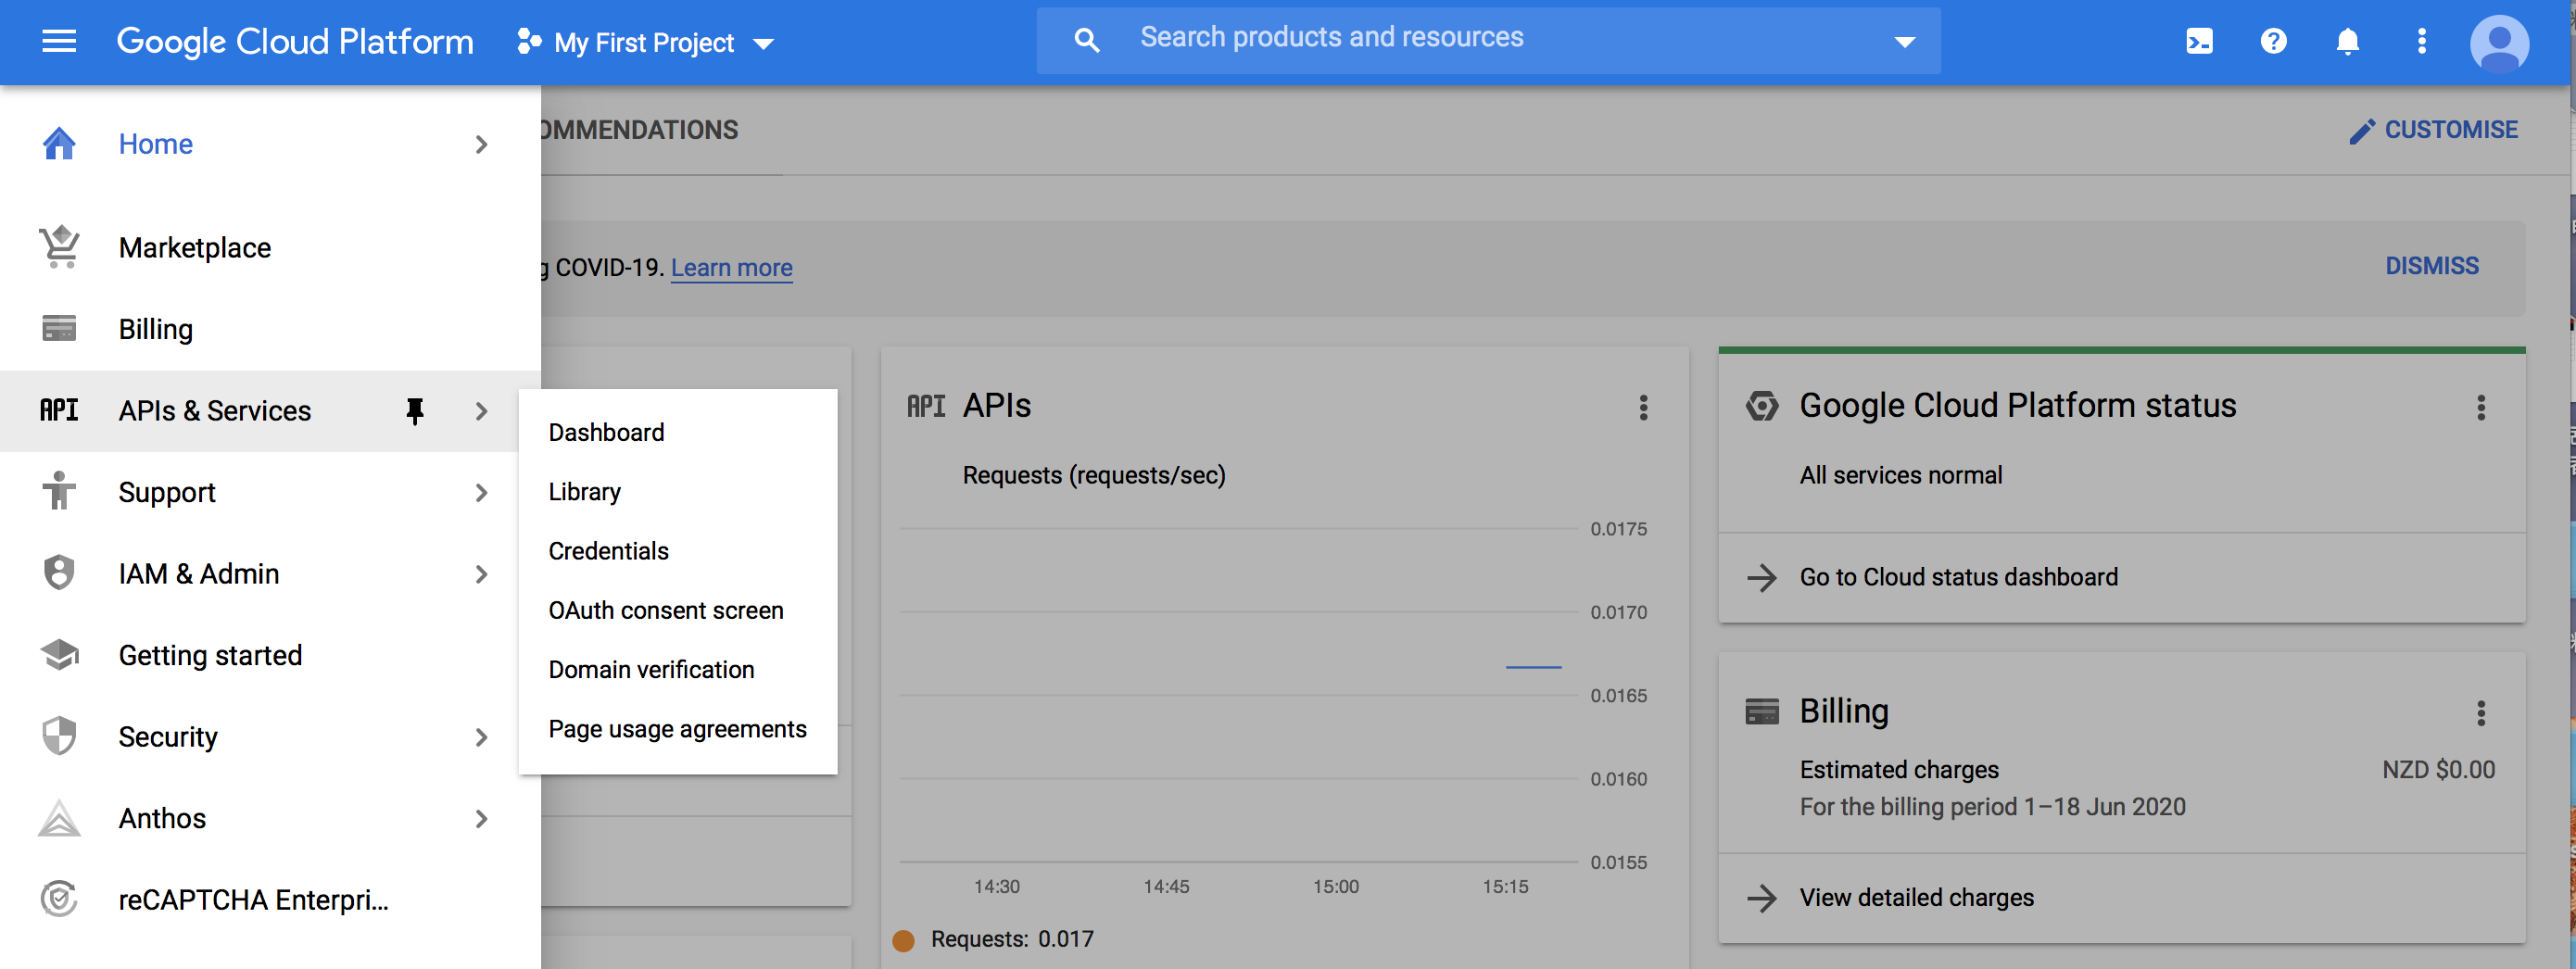 Google Cloud Platform
My First Project
Search products and resources
Home
Marketplace
Billing
API APIs & Services
Support
IAM & Admin
Getting started
Security
Anthos
reCAPTCHA Enterpri...
Dashboard
Library
Credentials
OAuth consent screen
Domain verification
Page usage agreements
OMMENDATIONS
CUSTOMISE
COVID-19. Learn more
DISMISS
API APIs
Requests (requests/sec)
0.0175
0.0170
0.0165
0.0160
0.0155
14:30 14:45 15:00 15:15
Requests: 0.017
Google Cloud Platform status
All services normal
Go to Cloud status dashboard
Billing
Estimated charges NZD $0.00
For the billing period 1–18 Jun 2020
View detailed charges